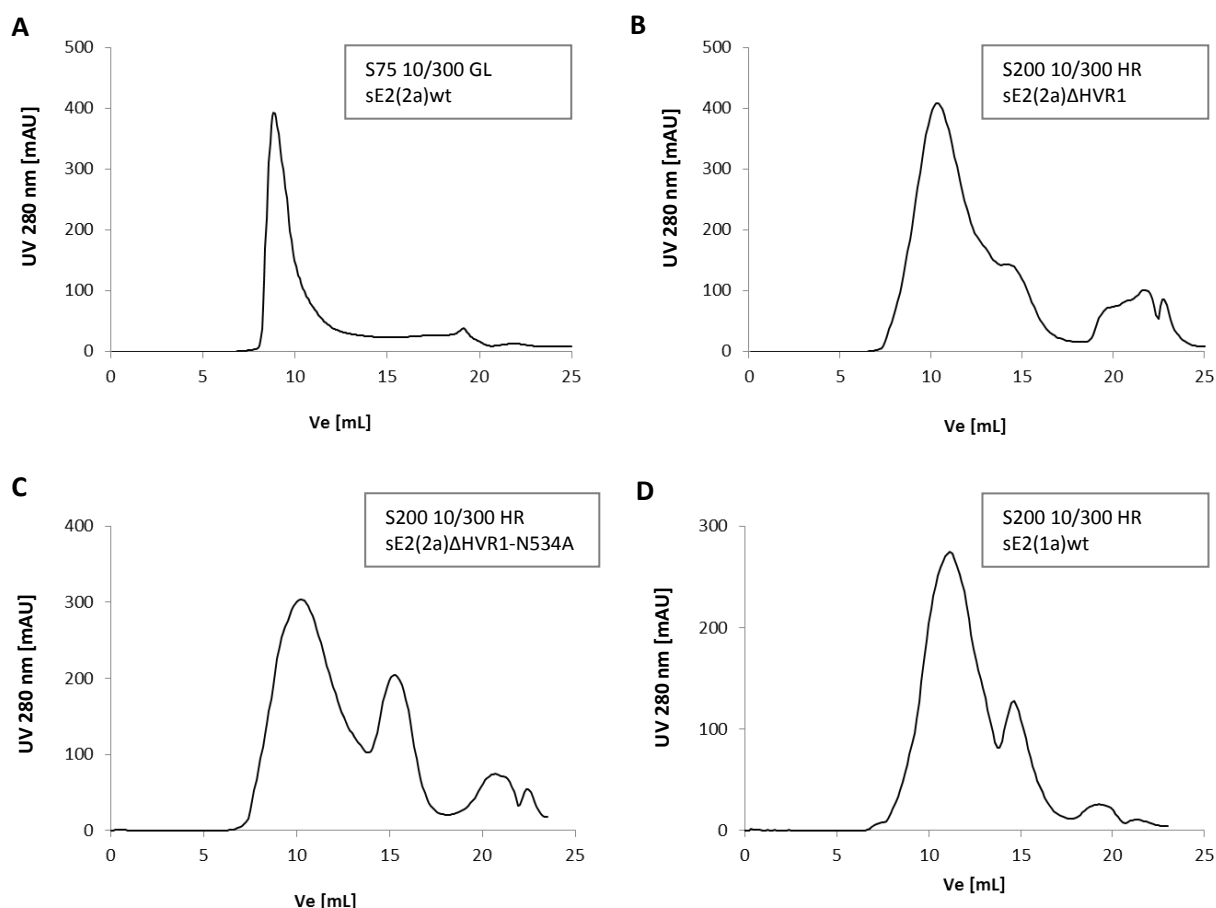 A
S75 10/300 GL
sE2(2a)wt
UV 280 nm [mAU]
500
400
300
200
100
0
0 5 10 15 20 25
Ve [mL]
B
S200 10/300 HR
sE2(2a)ΔHVR1
UV 280 nm [mAU]
500
400
300
200
100
0
0 5 10 15 20 25
Ve [mL]
C
S200 10/300 HR
sE2(2a)ΔHVR1-N534A
UV 280 nm [mAU]
400
300
200
100
0
0 5 10 15 20 25
Ve [mL]
D
S200 10/300 HR
sE2(1a)wt
UV 280 nm [mAU]
300
200
100
0
0 5 10 15 20 25
Ve [mL]